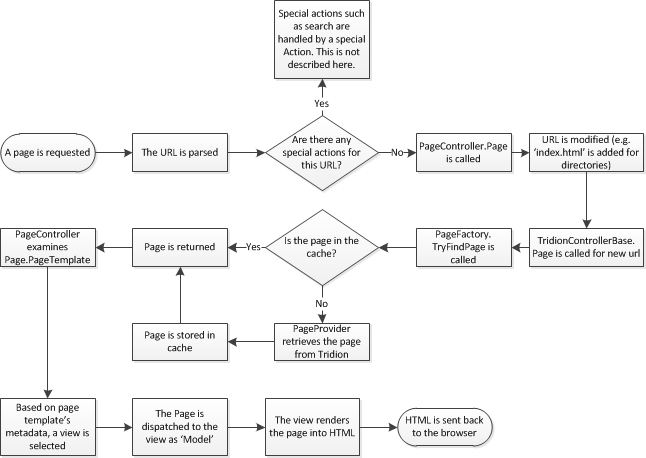 Special actions such
as search are
handled by a special
Action. This is not
described here.
Yes
A page is requested
The URL is parsed
Are there any
special actions for
this URL?
No
PageController.Page
is called
URL is modified (e.g.
‘index.html’ is added for
directories)
PageController
examines
Page.PageTemplate
Page is returned
Yes
Is the page in the
cache?
PageFactory.
TryFindPage is
called
TridionControllerBase.
Page is called for new url
No
Page is stored in
cache
PageProvider
retrieves the page
from Tridion
Based on page
template’s
metadata, a view is
selected
The Page is
dispatched to the
view as ‘Model’
The view renders
the page into HTML
HTML is sent back
to the browser